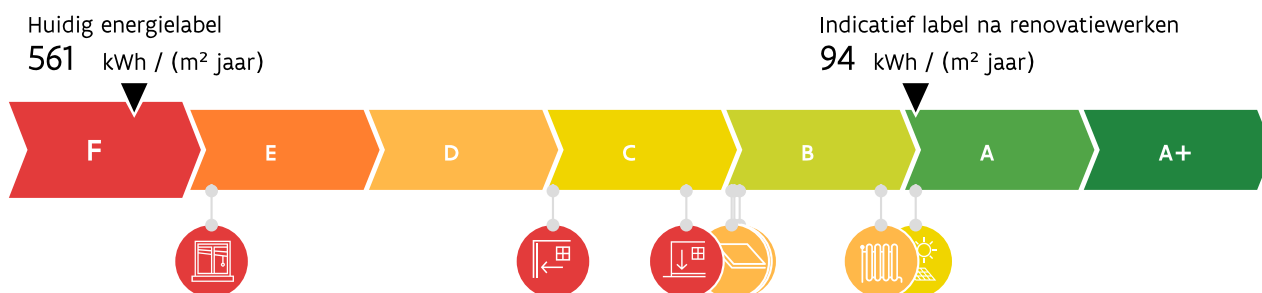 Huidig energielabel
561 kWh / (m² jaar)
Indicatief label na renovatiewerken
94 kWh / (m² jaar)
F E D C B A A+